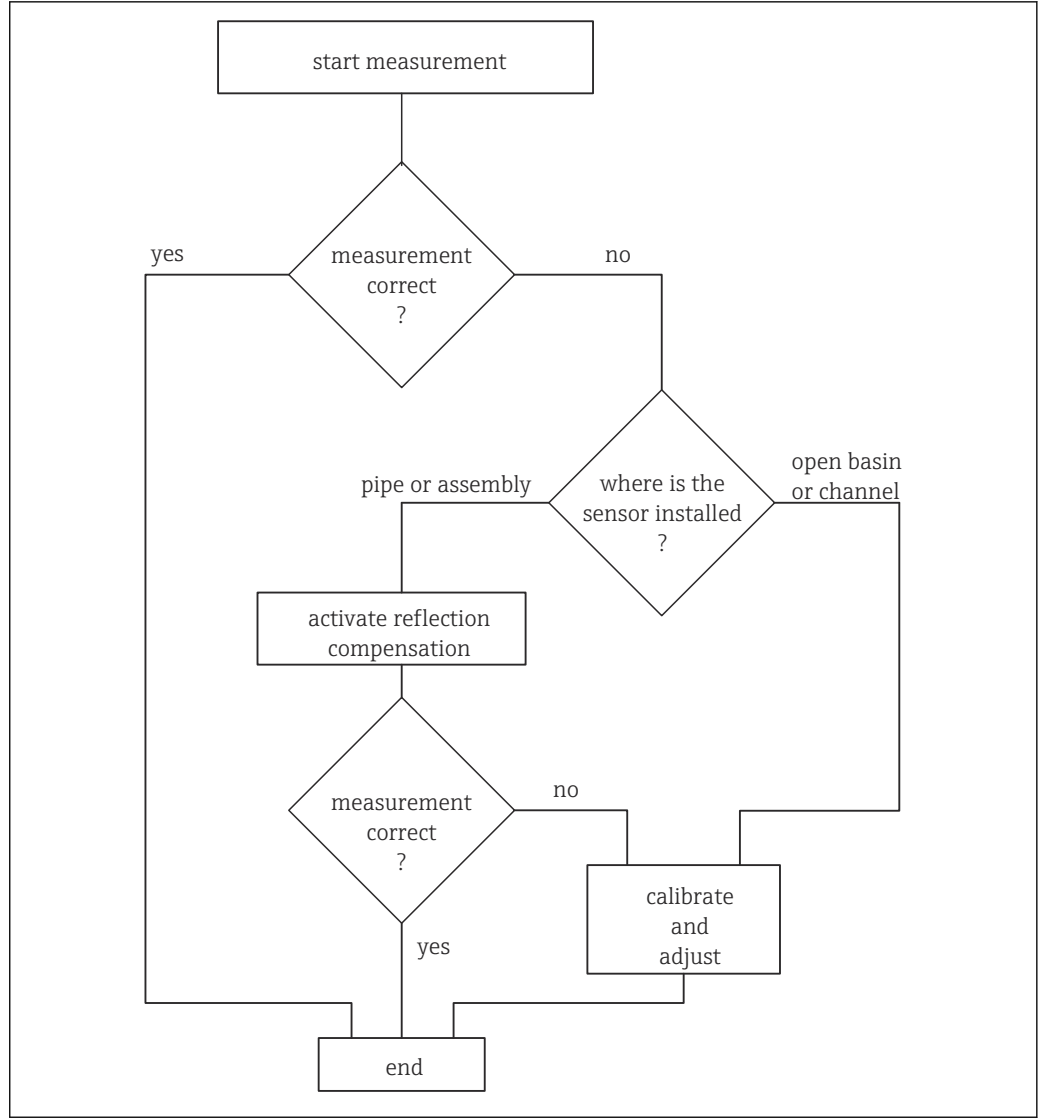 start measurement
yes
measurement
correct
?
no
pipe or assembly
where is the
sensor installed
?
open basin
or channel
activate reflection
compensation
measurement
correct
?
no
yes
calibrate
and
adjust
end